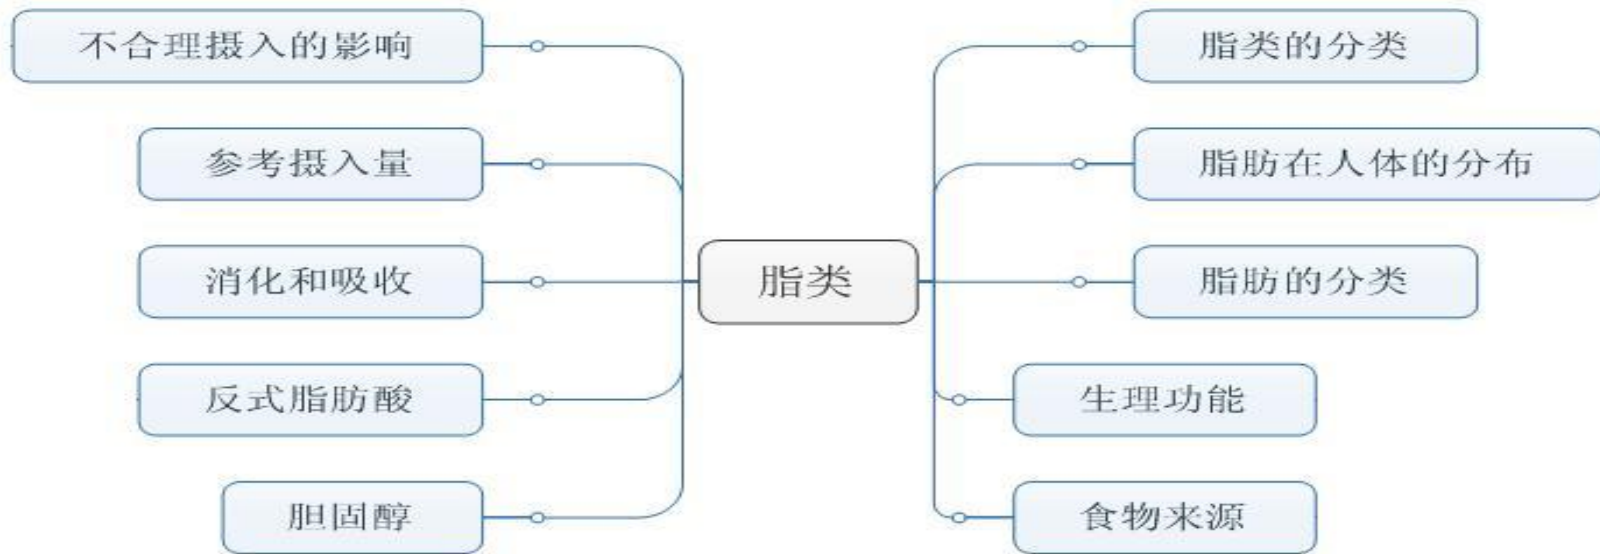 不合理摄入的影响
参考摄入量
消化和吸收
反式脂肪酸
胆固醇
脂类
脂类的分类
脂肪在人体的分布
脂肪的分类
生理功能
食物来源